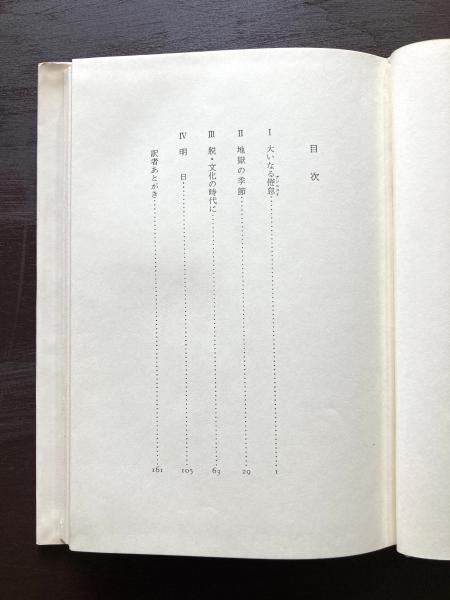 目次
I 大いなる倦怠 1
II 地獄の季節 29
III 脱・文化の時代に 63
IV 明日 105
訳者あとがき 161